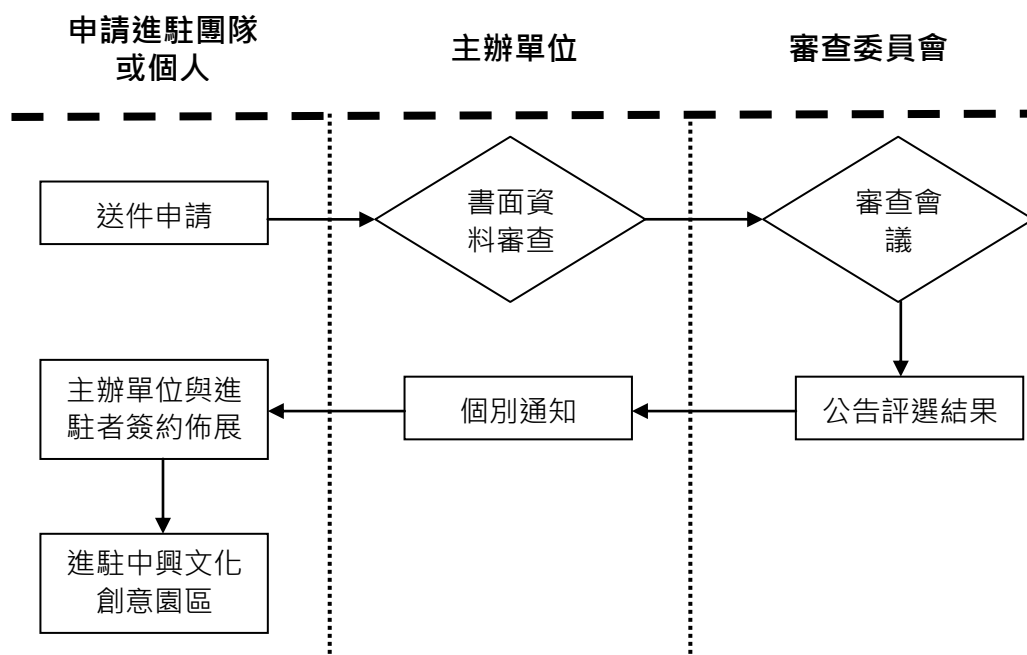 申請進駐團隊
或個人
主辦單位
審查委員會
送件申請
書面資
料審查
審查會
議
主辦單位與進
駐者簽約佈展
個別通知
公告評選結果
進駐中興文化
創意園區